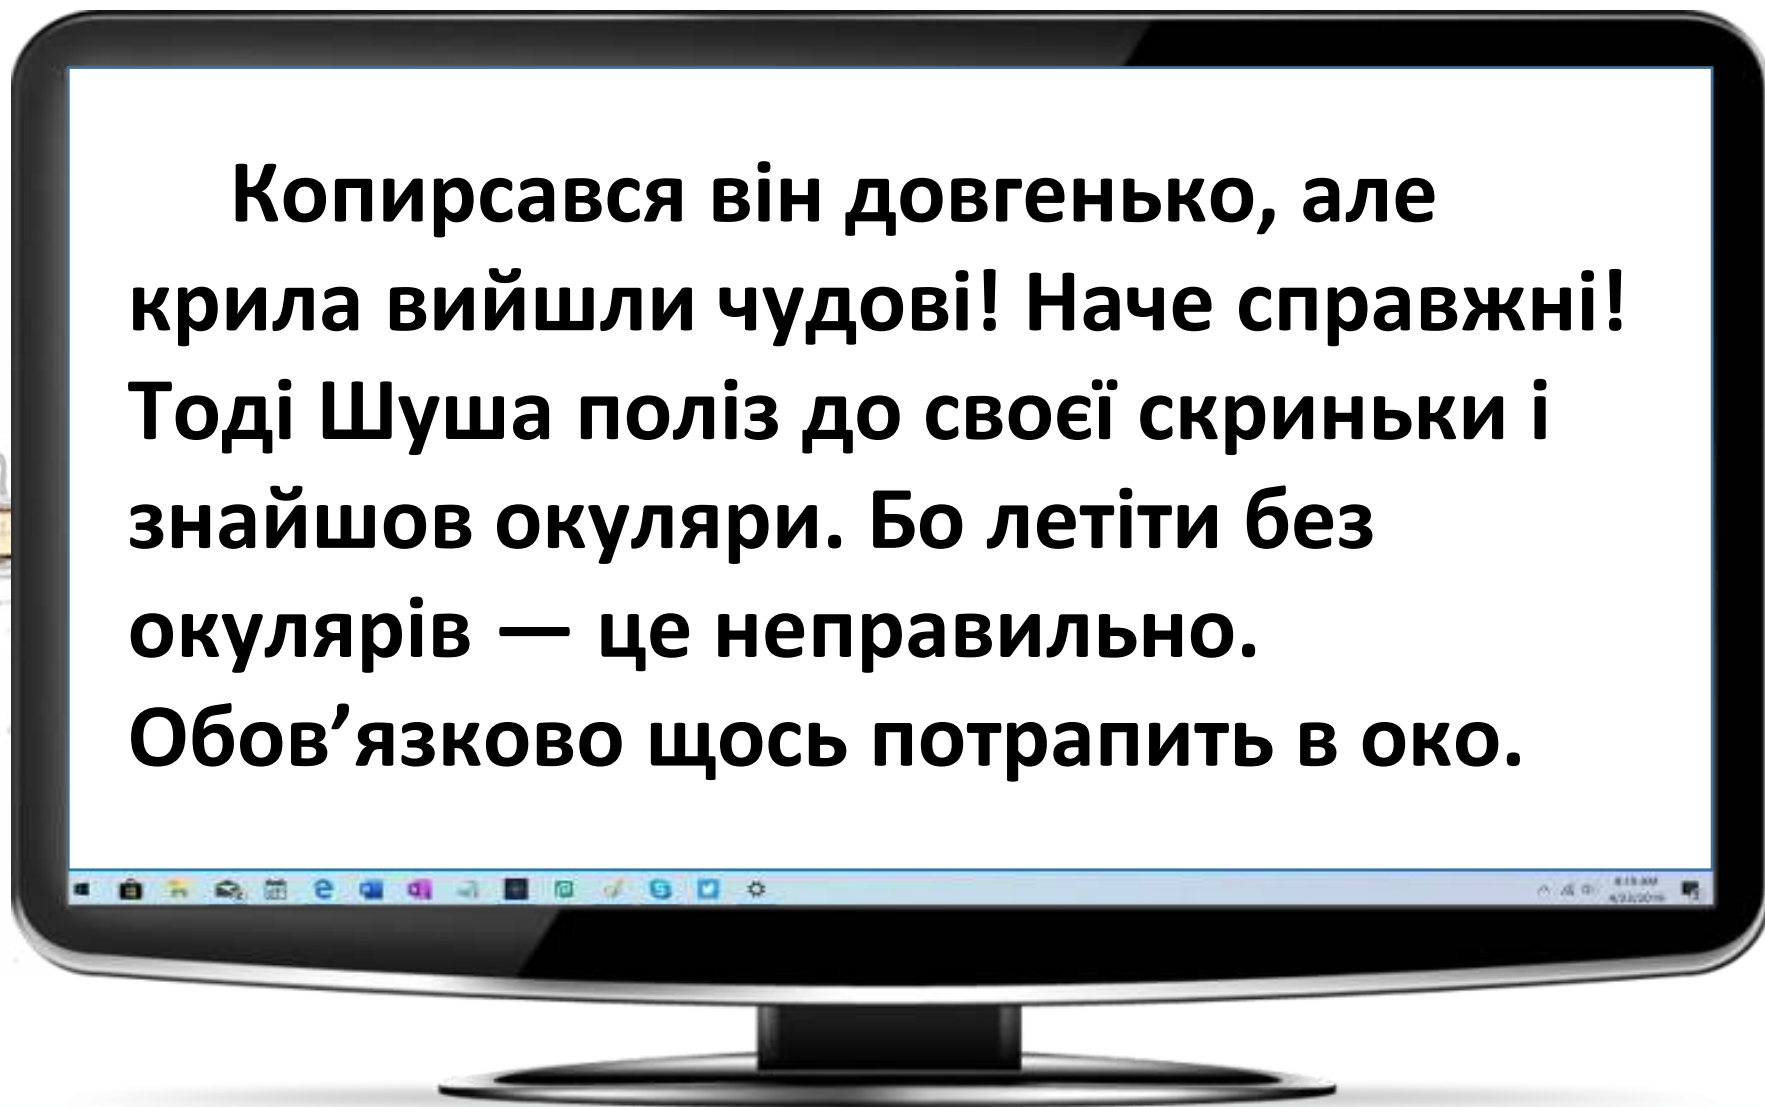 Копирсався він довгенько, але
крила вийшли чудові! Наче справжні!
Тоді Шуша поліз до своєї скриньки і
знайшов окуляри. Бо летіти без
окулярів — це неправильно.
Обов’язково щось потрапить в око.